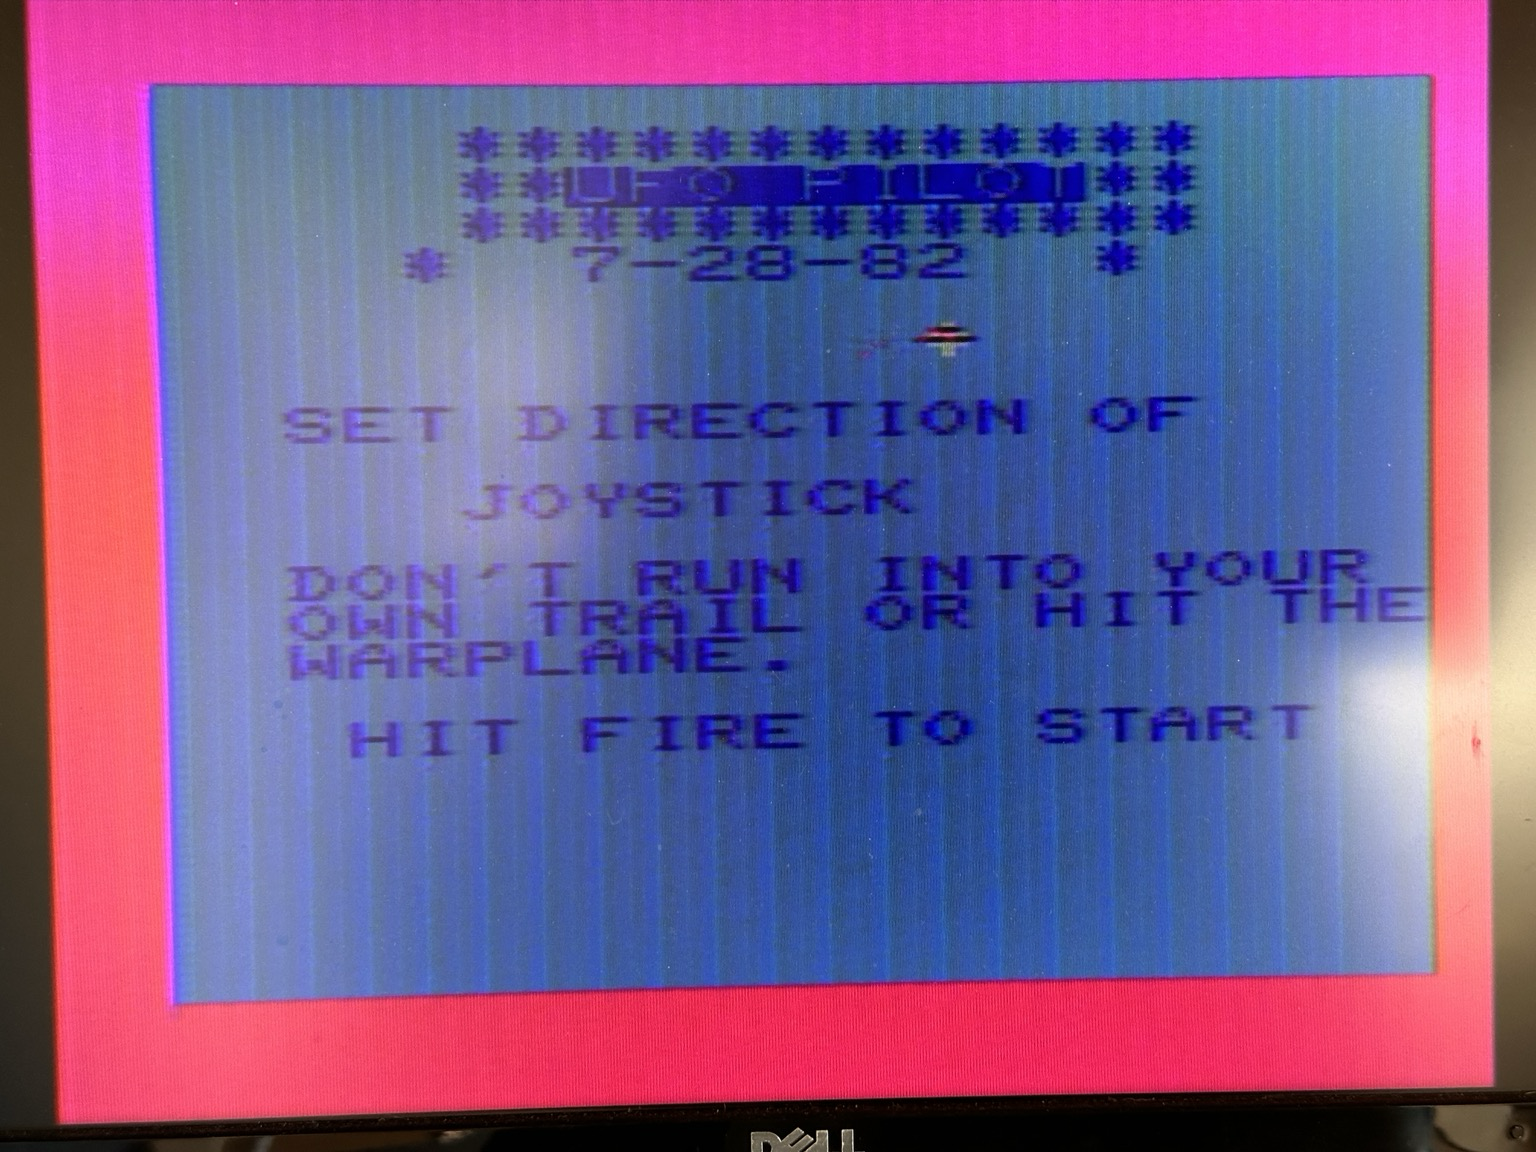 *************
**UFO PILOT**
*************
* 7-28-82 *
SET DIRECTION OF
JOYSTICK
DON'T RUN INTO YOUR
OWN TRAIL OR HIT THE
WARPLANE.
HIT FIRE TO START
DELL